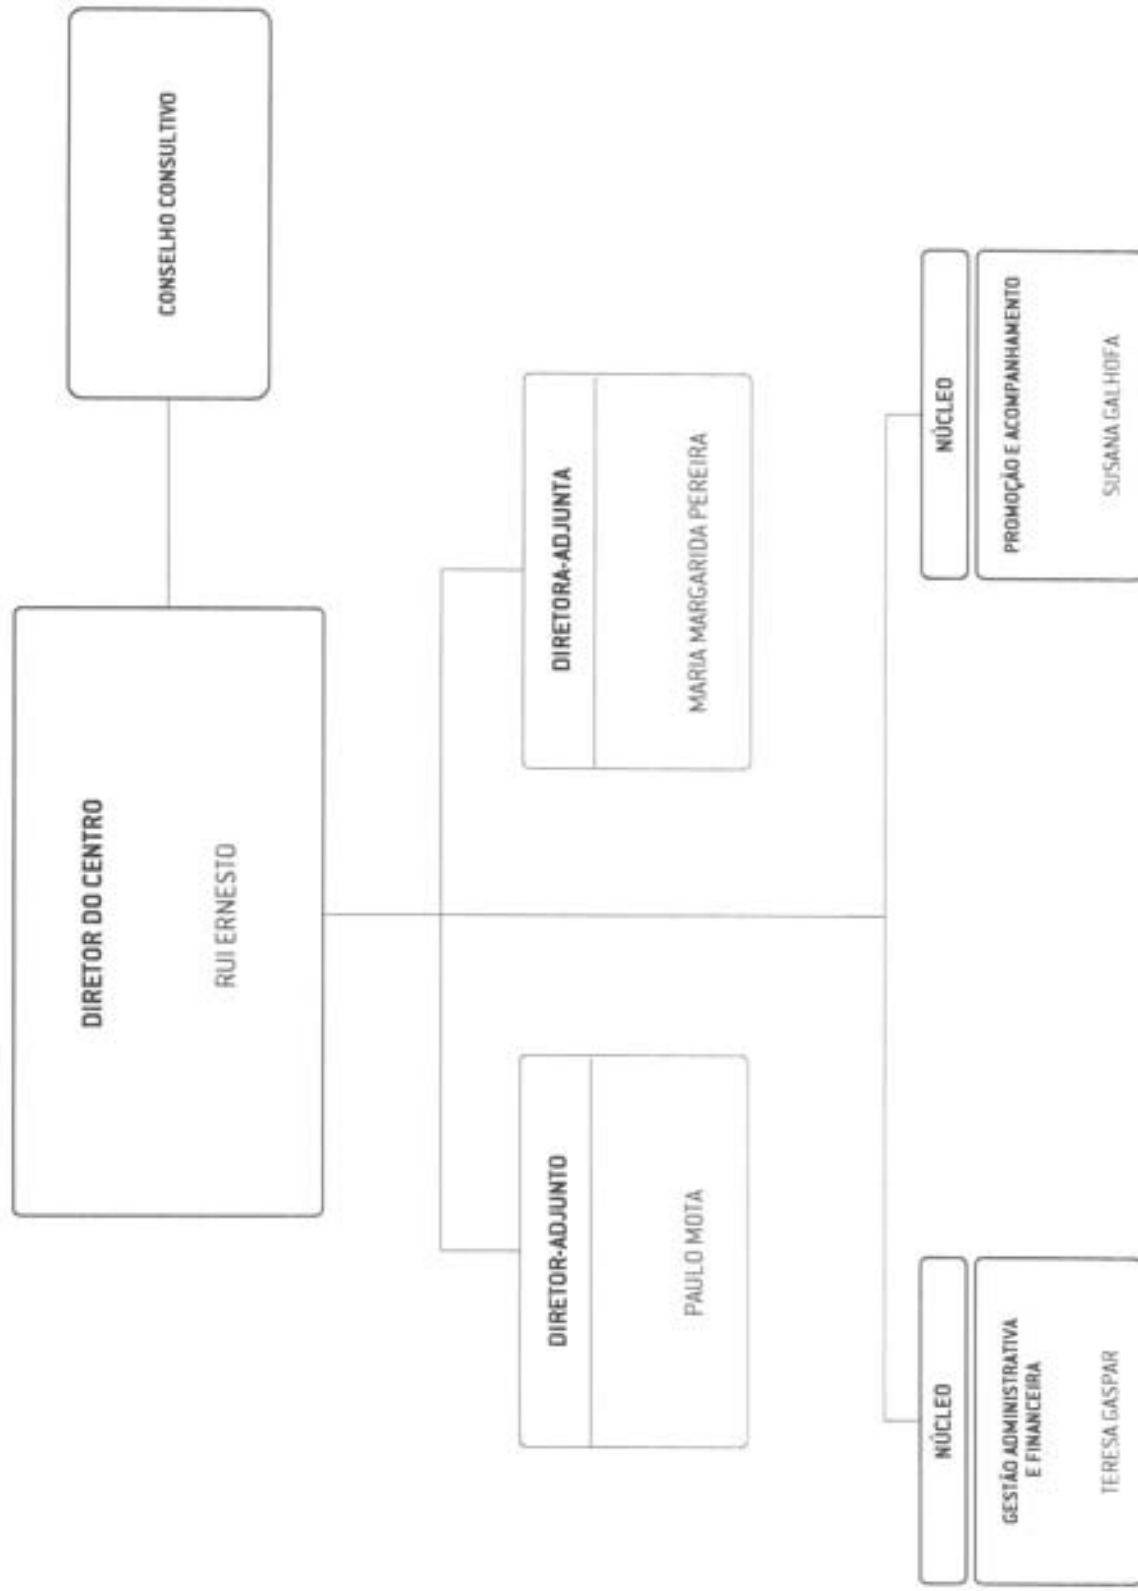 DIRETOR DO CENTRO
RUI ERNESTO
CONSELHO CONSULTIVO
DIRETOR-ADJUNTO
PAULO MOTA
DIRETORA-ADJUNTA
MARIA MARGARIDA PEREIRA
NÚCLEO
GESTÃO ADMINISTRATIVA
E FINANCEIRA
TERESA GASPAR
NÚCLEO
PROMOÇÃO E ACOMPANHAMENTO
SUSANA GALHOFA